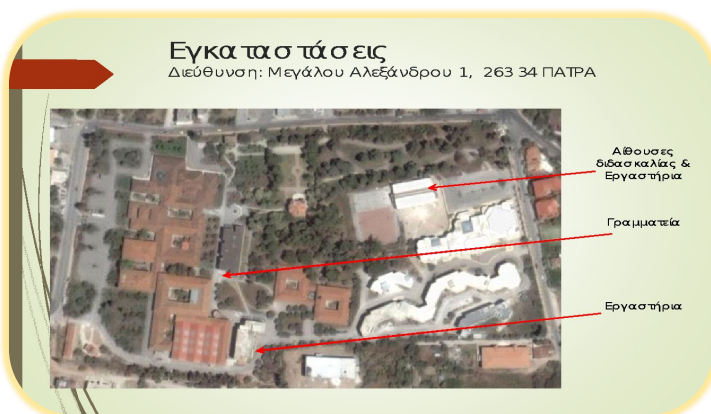 Εγκαταστάσεις
Διεύθυνση: Μεγάλου Αλεξάνδρου 1, 263 34 ΠΑΤΡΑ
Αίθουσες
διδασκαλίας &
Εργαστήρια
Γραμματεία
Εργαστήρια